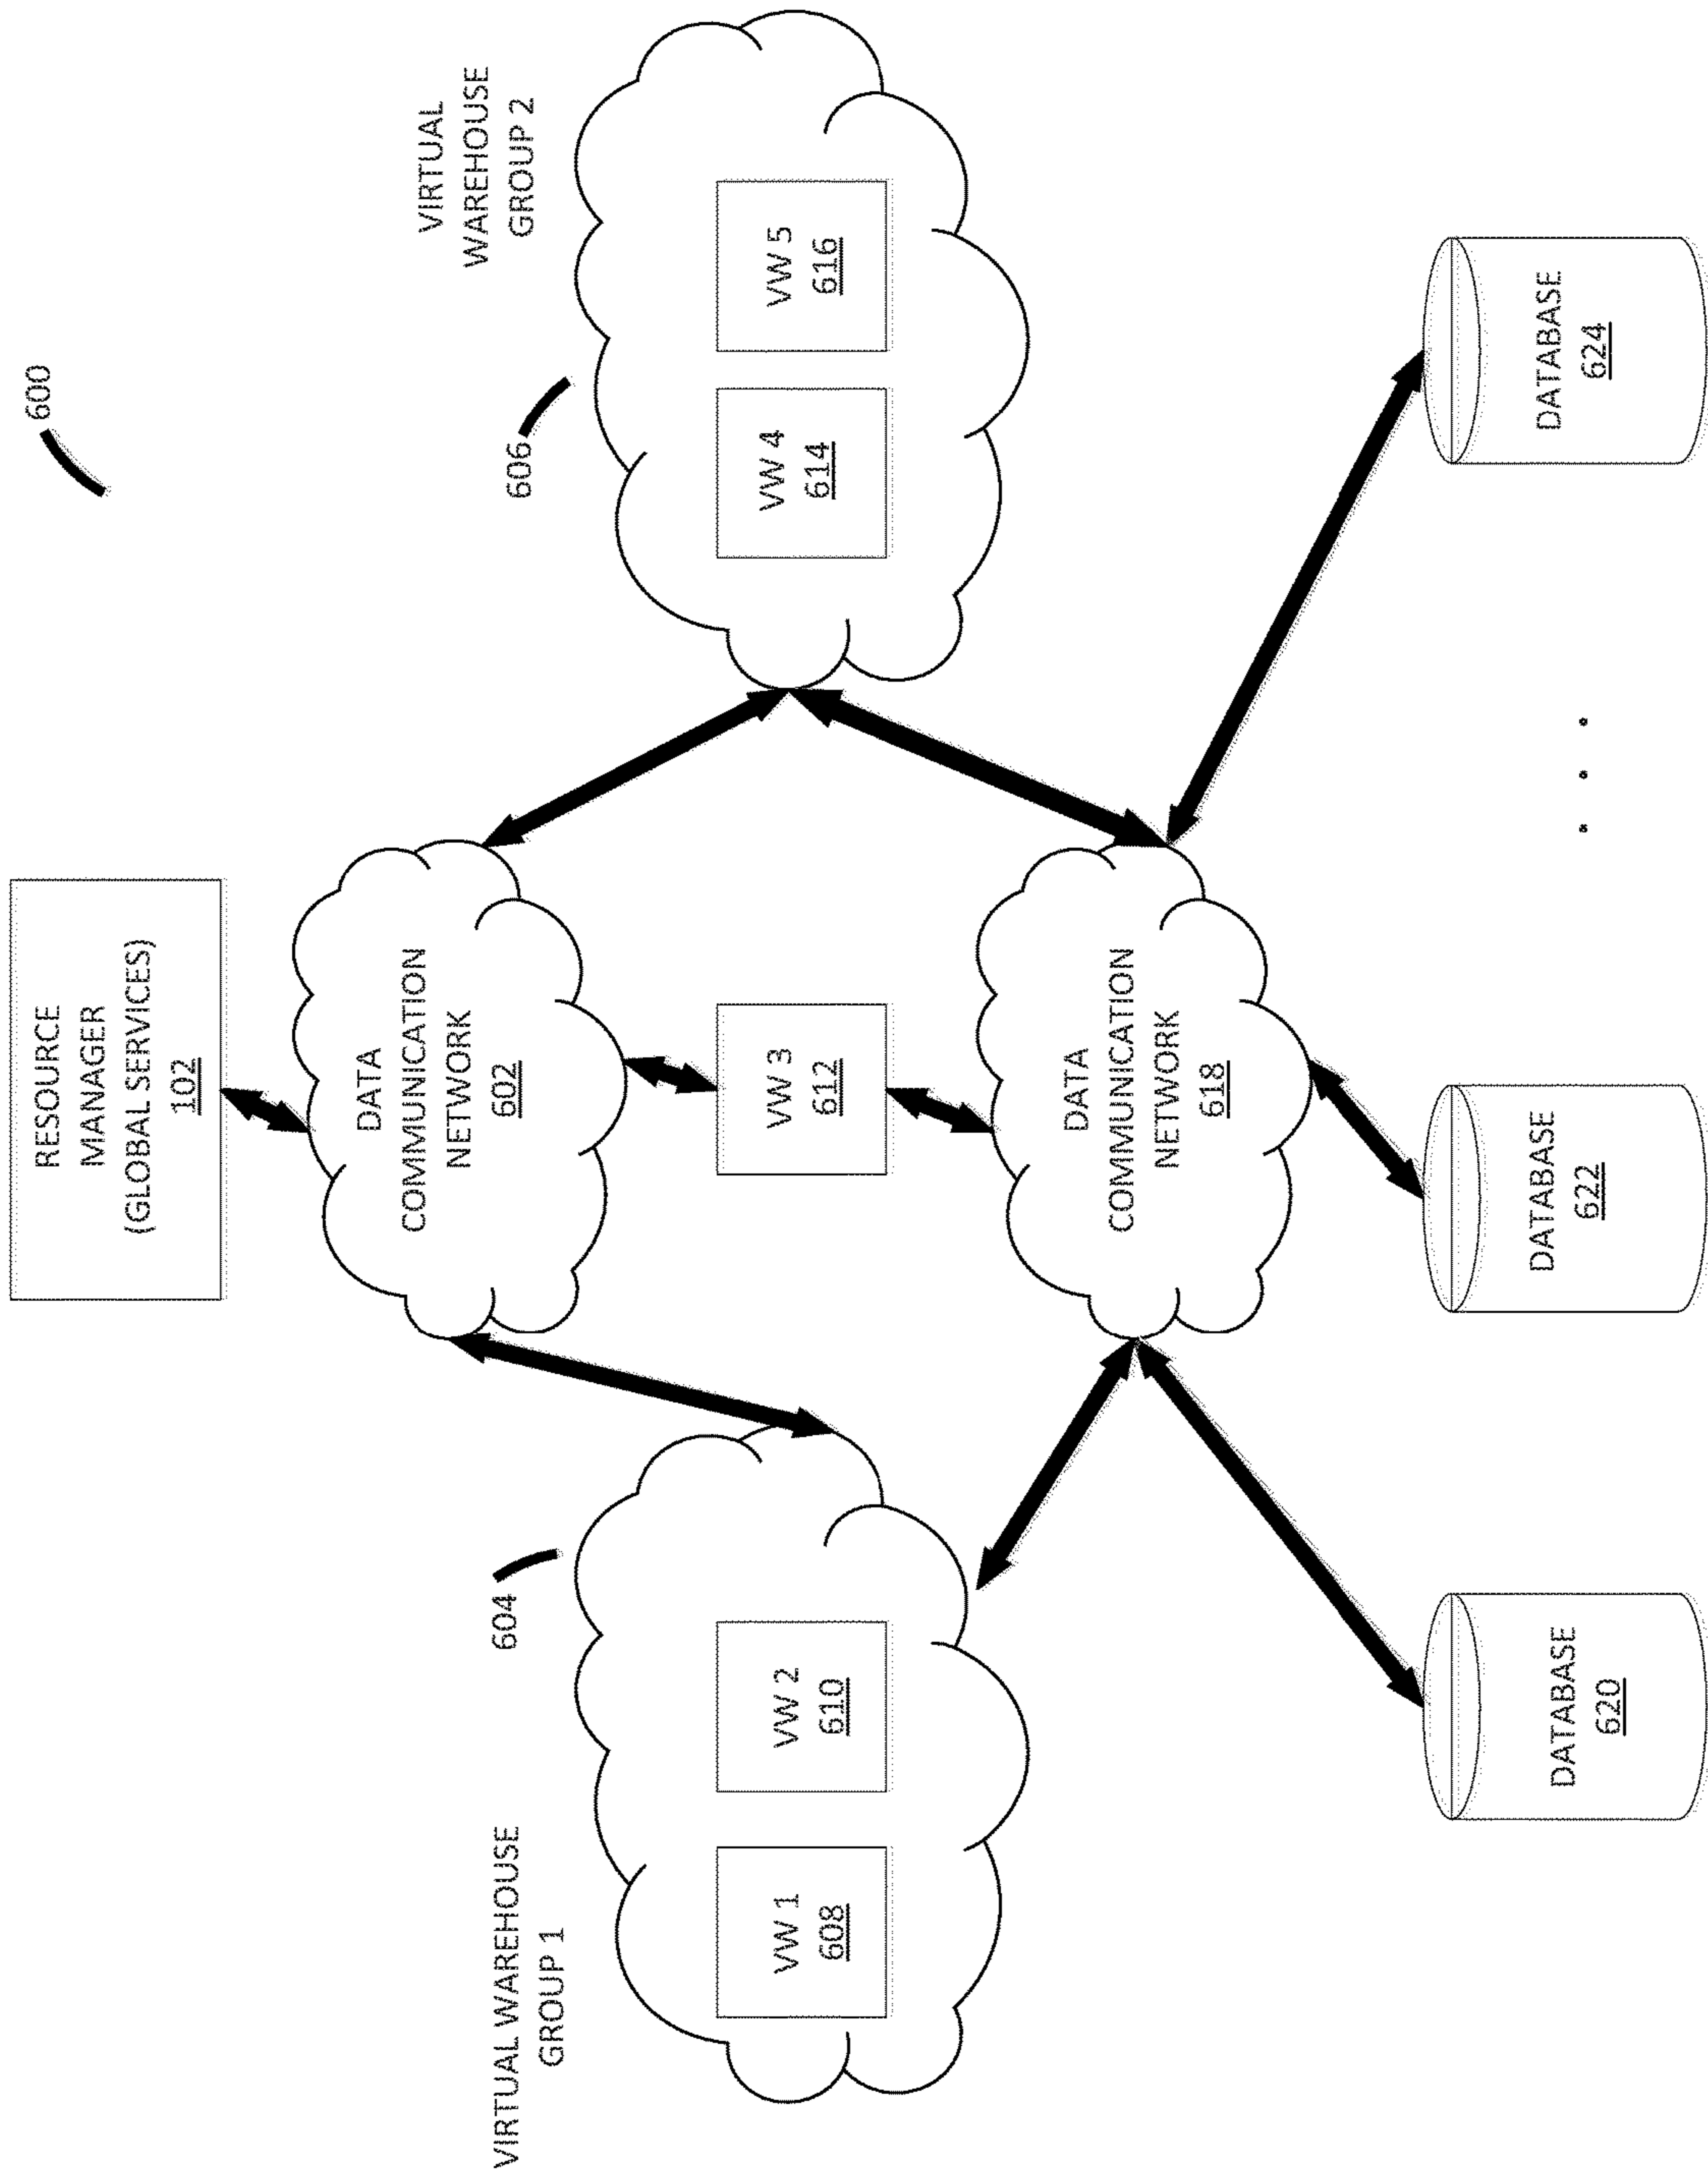 600
RESOURCE
MANAGER
(GLOBAL SERVICES)
102
DATA
COMMUNICATION
NETWORK
602
VIRTUAL WAREHOUSE
GROUP 1
604
VW 1
608
VW 2
610
VW 3
612
VIRTUAL
WAREHOUSE
GROUP 2
606
VW 4
614
VW 5
616
DATA
COMMUNICATION
NETWORK
618
DATABASE
620
DATABASE
622
. . .
DATABASE
624